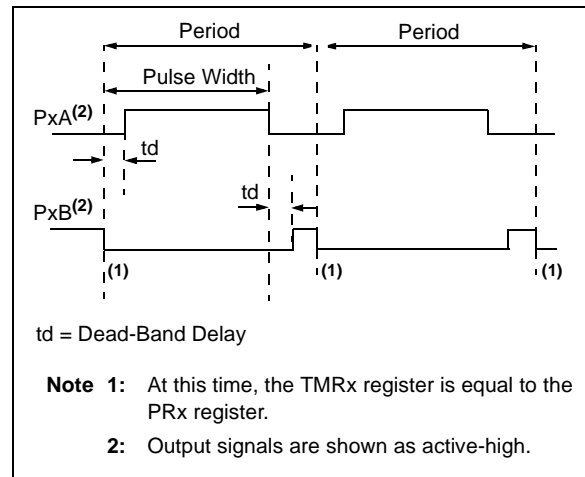 Period Period
Pulse Width
PxA(2)
td
td
PxB(2)
(1) (1) (1)
td = Dead-Band Delay
Note 1: At this time, the TMRx register is equal to the
PRx register.
2: Output signals are shown as active-high.